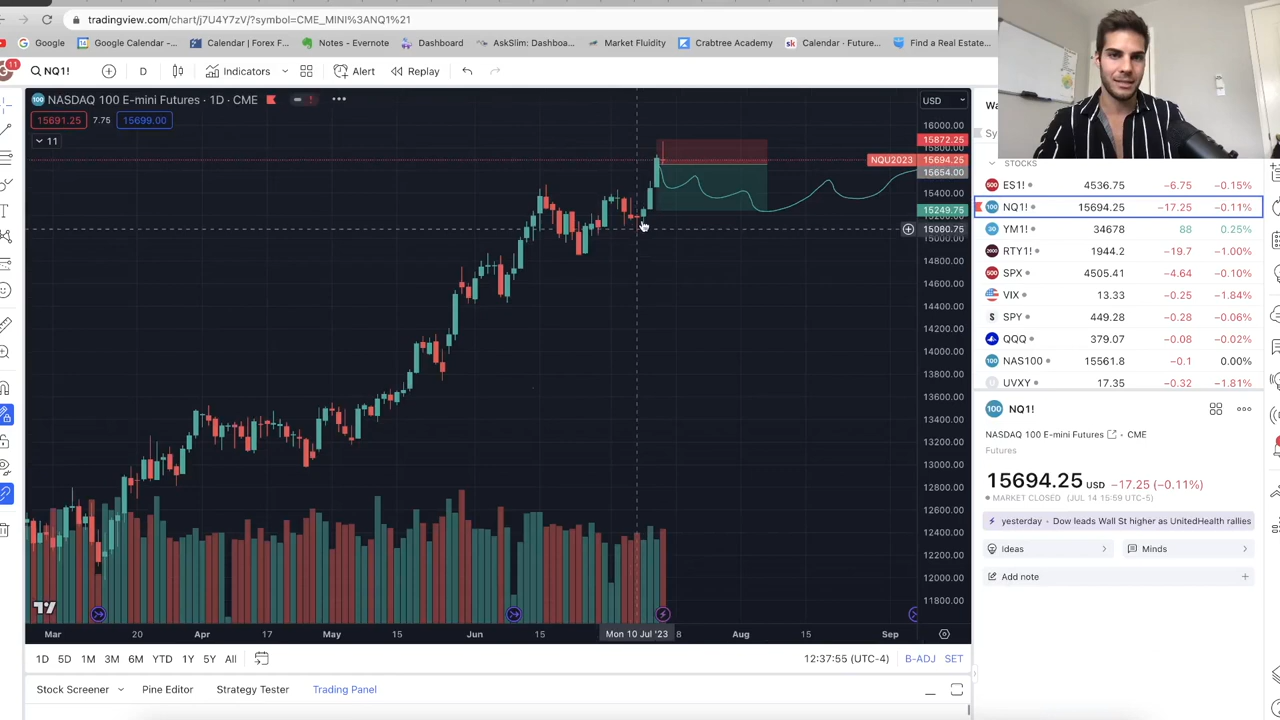 tradingview.com/chart/j7U4Y7zV/?symbol=CME_MINI%3ANQ1%21
Google
Google Calendar -...
Calendar | Forex F...
Notes - Evernote
Dashboard
AskSlim: Dashboa...
Market Fluidity
Crabtree Academy
Calendar · Future...
Find a Real Estate...
11
NQ1!
D
Indicators
Alert
Replay
NASDAQ 100 E-mini Futures · 1D · CME
15691.25
7.75
15699.00
11
USD
16000.00
15872.25
15800.00
NQU2023
15694.25
15654.00
15400.00
15249.75
15200.00
15080.75
15000.00
14800.00
14600.00
14400.00
14200.00
14000.00
13800.00
13600.00
13400.00
13200.00
13000.00
12800.00
12600.00
12400.00
12200.00
12000.00
11800.00
Mar
20
Apr
17
May
15
Jun
15
Mon 10 Jul '23
8
Aug
15
Sep
1D
5D
1M
3M
6M
YTD
1Y
5Y
All
12:37:55 (UTC-4)
B-ADJ
SET
Stock Screener
Pine Editor
Strategy Tester
Trading Panel
Wa
Sy
STOCKS
ES1! 4536.75 −6.75 −0.15%
NQ1! 15694.25 −17.25 −0.11%
YM1! 34678 88 0.25%
RTY1! 1944.2 −19.7 −1.00%
SPX 4505.41 −4.64 −0.10%
VIX 13.33 −0.25 −1.84%
SPY 449.28 −0.28 −0.06%
QQQ 379.07 −0.08 −0.02%
NAS100 15561.8 −0.1 0.00%
UVXY 17.35 −0.32 −1.81%
100 NQ1!
NASDAQ 100 E-mini Futures CME
Futures
15694.25 USD −17.25 (−0.11%)
MARKET CLOSED (JUL 14 15:59 UTC-5)
yesterday · Dow leads Wall St higher as UnitedHealth rallies
Ideas
Minds
Add note